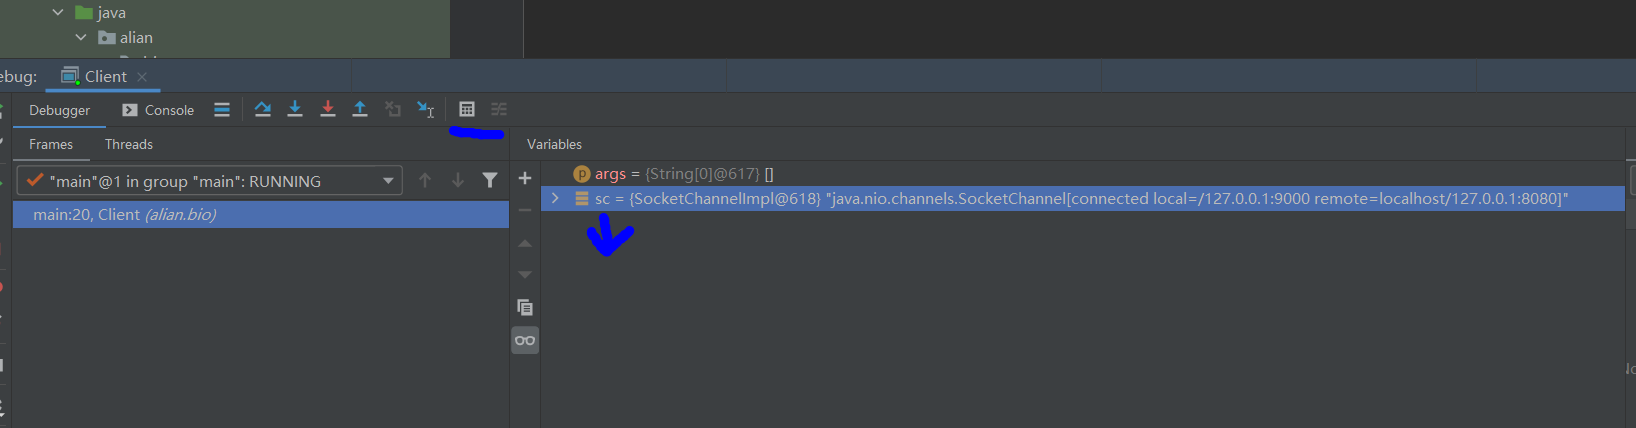 java
alian
ebug:
Client
Debugger
Console
Frames
Threads
Variables
"main"@1 in group "main": RUNNING
main:20, Client (alian.bio)
p args = {String[0]@617} []
sc = {SocketChannelImpl@618} "java.nio.channels.SocketChannel[connected local=/127.0.0.1:9000 remote=localhost/127.0.0.1:8080]"